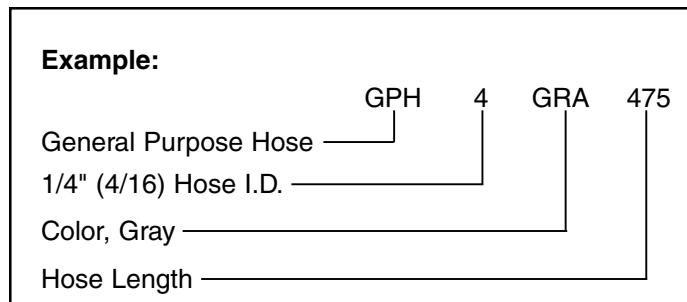 Example:
GPH 4 GRA 475
General Purpose Hose
1/4" (4/16) Hose I.D.
Color, Gray
Hose Length